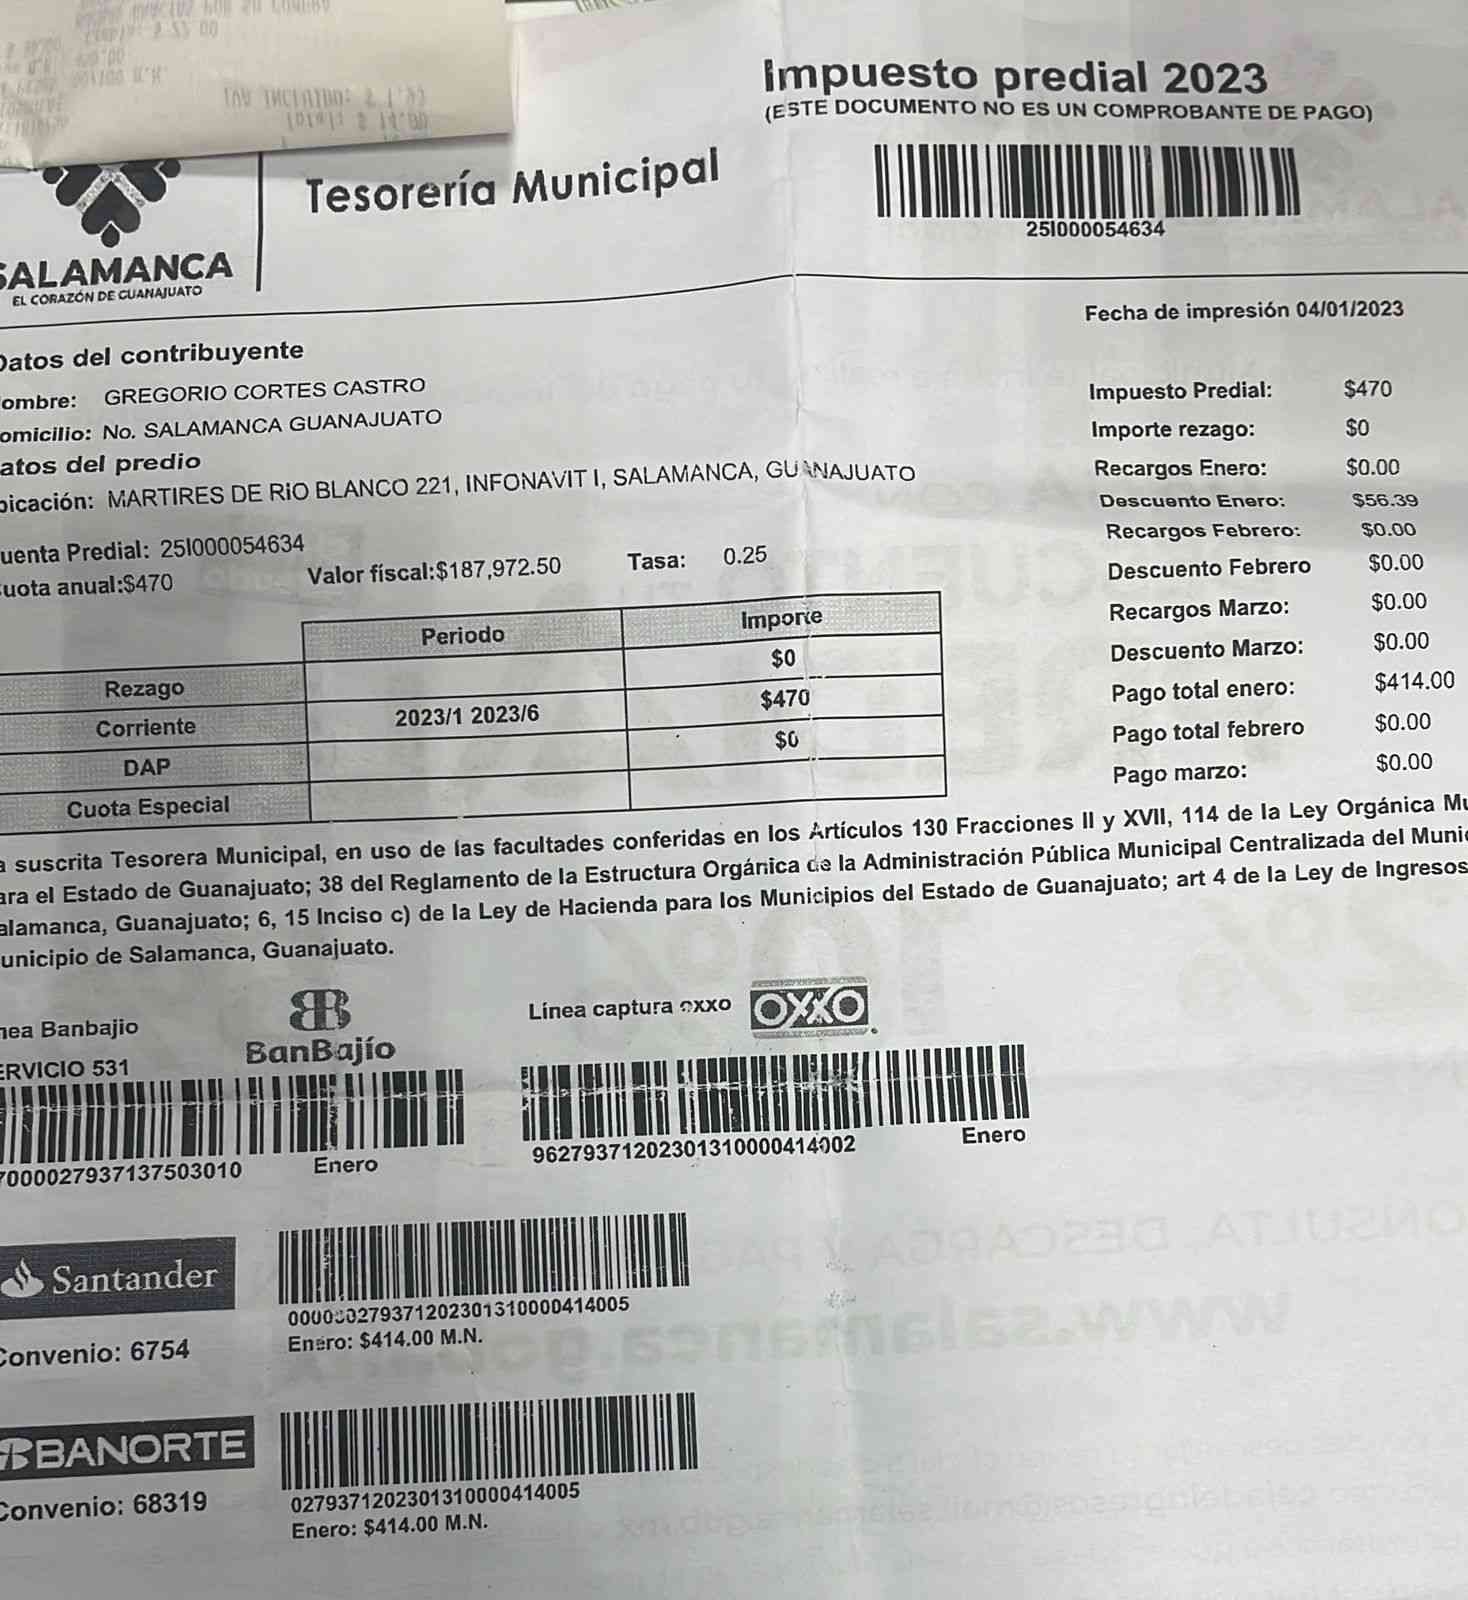 Impuesto predial 2023
(ESTE DOCUMENTO NO ES UN COMPROBANTE DE PAGO)
Tesorería Municipal
25I000054634
SALAMANCA
EL CORAZÓN DE GUANAJUATO
Fecha de impresión 04/01/2023
Datos del contribuyente
ombre: GREGORIO CORTES CASTRO
omicilio: No. SALAMANCA GUANAJUATO
atos del predio
bicación: MARTIRES DE RIO BLANCO 221, INFONAVIT I, SALAMANCA, GUANAJUATO
uenta Predial: 25I000054634
uota anual:$470 Valor fiscal:$187,972.50 Tasa: 0.25
Impuesto Predial: $470
Importe rezago: $0
Recargos Enero: $0.00
Descuento Enero: $56.39
Recargos Febrero: $0.00
Descuento Febrero $0.00
Recargos Marzo: $0.00
Descuento Marzo: $0.00
Pago total enero: $414.00
Pago total febrero $0.00
Pago marzo: $0.00
Periodo Importe
Rezago $0
Corriente 2023/1 2023/6 $470
DAP $0
Cuota Especial
a suscrita Tesorera Municipal, en uso de las facultades conferidas en los Artículos 130 Fracciones II y XVII, 114 de la Ley Orgánica Mu
ara el Estado de Guanajuato; 38 del Reglamento de la Estructura Orgánica de la Administración Pública Municipal Centralizada del Muni
alamanca, Guanajuato; 6, 15 Inciso c) de la Ley de Hacienda para los Municipios del Estado de Guanajuato; art 4 de la Ley de Ingresos
unicipio de Salamanca, Guanajuato.
nea Banbajio
BanBajío
ERVICIO 531
7000027937137503010 Enero
Línea captura oxxo OXXO
96279371202301310000414002 Enero
Santander
Convenio: 6754
000000279371202301310000414005
Enero: $414.00 M.N.
BANORTE
Convenio: 68319
0279371202301310000414005
Enero: $414.00 M.N.